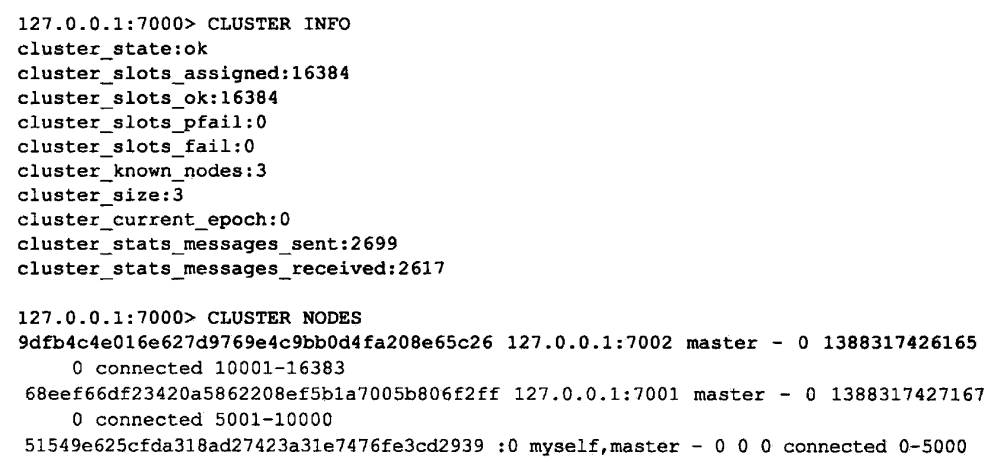 127.0.0.1:7000> CLUSTER INFO
cluster_state:ok
cluster_slots_assigned:16384
cluster_slots_ok:16384
cluster_slots_pfail:0
cluster_slots_fail:0
cluster_known_nodes:3
cluster_size:3
cluster_current_epoch:0
cluster_stats_messages_sent:2699
cluster_stats_messages_received:2617

127.0.0.1:7000> CLUSTER NODES
9dfb4c4e016e627d9769e4c9bb0d4fa208e65c26 127.0.0.1:7002 master - 0 1388317426165
0 connected 10001-16383
68eef66df23420a5862208ef5b1a7005b806f2ff 127.0.0.1:7001 master - 0 1388317427167
0 connected 5001-10000
51549e625cfda318ad27423a31e7476fe3cd2939 :0 myself,master - 0 0 0 connected 0-5000